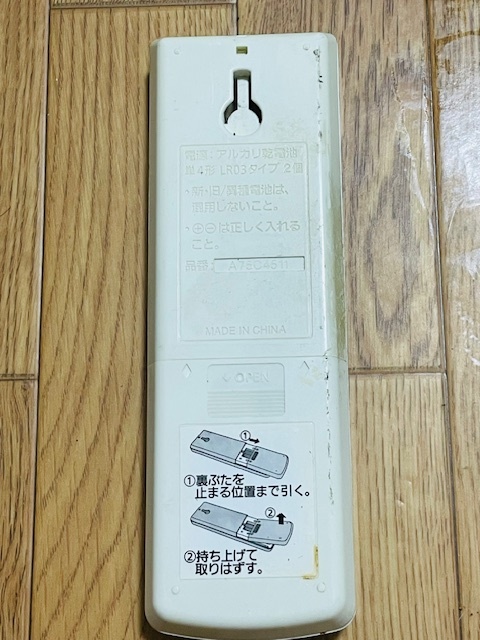 電源：アルカリ乾電池
単4形 LR03タイプ 2個
・新・旧/異種電池は、
混用しないこと。
・⊕⊖は正しく入れる
こと。
品番： A75C4611
MADE IN CHINA
OPEN
①
①裏ぶたを
止まる位置まで引く。
②
②持ち上げて
取りはずす。